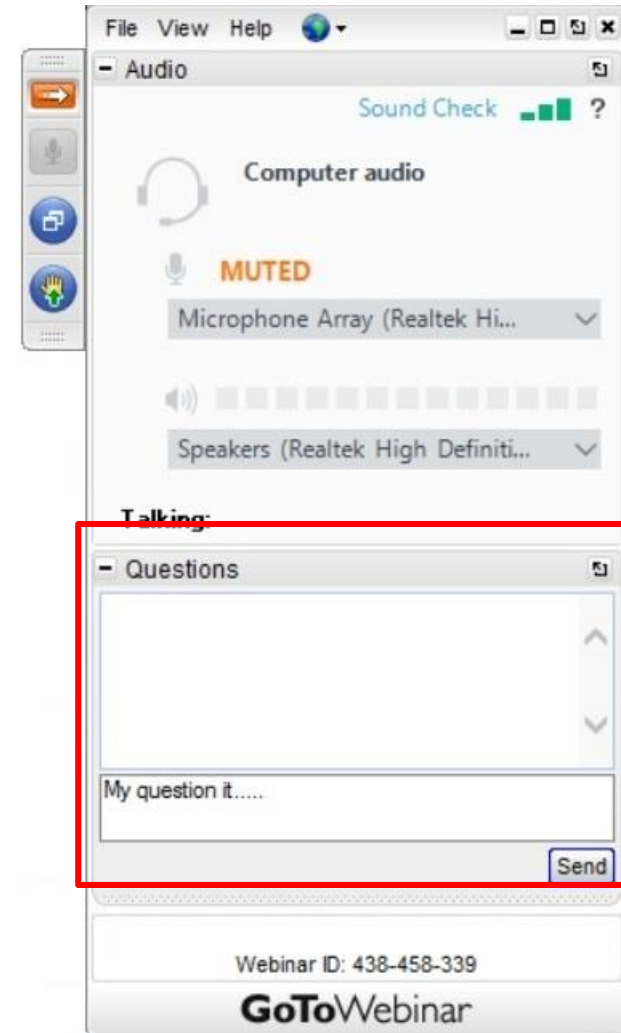 File View Help
Audio
Sound Check ?
Computer audio
MUTED
Microphone Array (Realtek Hi...
Speakers (Realtek High Definiti...
Talking:
Questions
My question it.....
Send
Webinar ID: 438-458-339
GoToWebinar